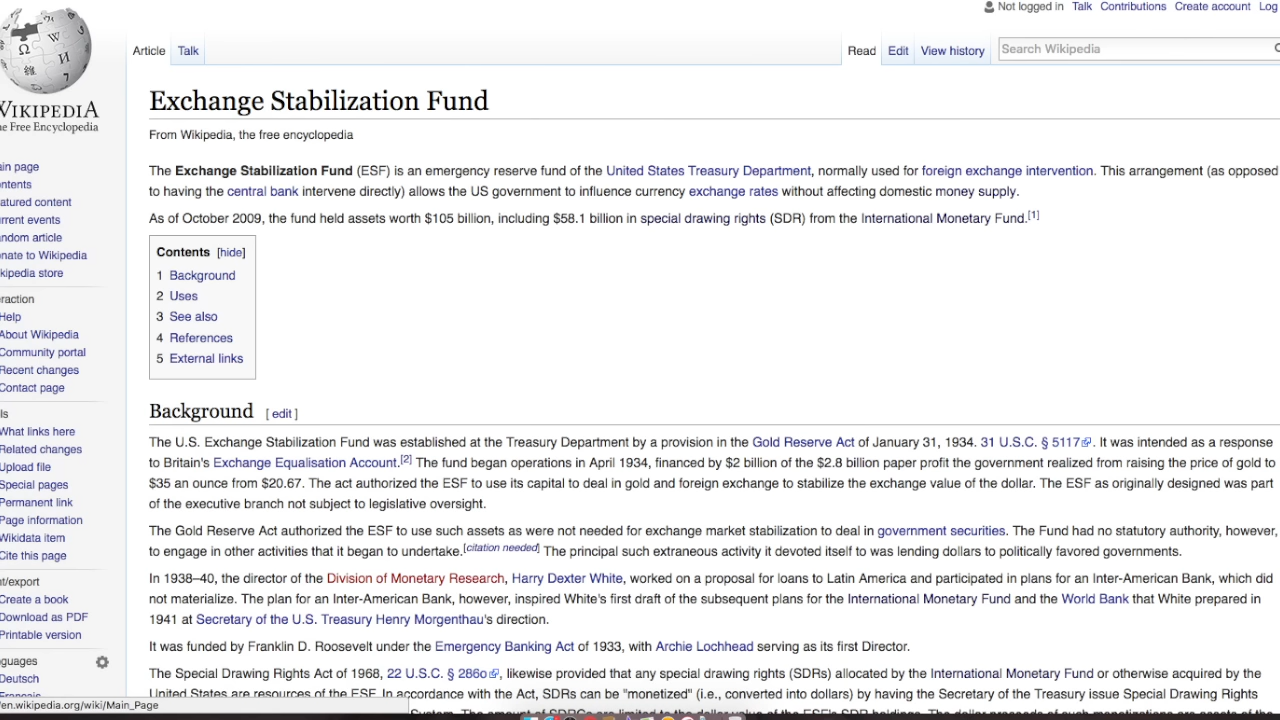 Not logged in Talk Contributions Create account Log
Article Talk Read Edit View history Search Wikipedia
WIKIPEDIA
The Free Encyclopedia
Exchange Stabilization Fund
From Wikipedia, the free encyclopedia
The Exchange Stabilization Fund (ESF) is an emergency reserve fund of the United States Treasury Department, normally used for foreign exchange intervention. This arrangement (as opposed
to having the central bank intervene directly) allows the US government to influence currency exchange rates without affecting domestic money supply.
As of October 2009, the fund held assets worth $105 billion, including $58.1 billion in special drawing rights (SDR) from the International Monetary Fund.[1]
Contents [hide]
1 Background
2 Uses
3 See also
4 References
5 External links
Background [ edit ]
The U.S. Exchange Stabilization Fund was established at the Treasury Department by a provision in the Gold Reserve Act of January 31, 1934. 31 U.S.C. § 5117. It was intended as a response
to Britain's Exchange Equalisation Account.[2] The fund began operations in April 1934, financed by $2 billion of the $2.8 billion paper profit the government realized from raising the price of gold to
$35 an ounce from $20.67. The act authorized the ESF to use its capital to deal in gold and foreign exchange to stabilize the exchange value of the dollar. The ESF as originally designed was part
of the executive branch not subject to legislative oversight.
The Gold Reserve Act authorized the ESF to use such assets as were not needed for exchange market stabilization to deal in government securities. The Fund had no statutory authority, however,
to engage in other activities that it began to undertake.[citation needed] The principal such extraneous activity it devoted itself to was lending dollars to politically favored governments.
In 1938–40, the director of the Division of Monetary Research, Harry Dexter White, worked on a proposal for loans to Latin America and participated in plans for an Inter-American Bank, which did
not materialize. The plan for an Inter-American Bank, however, inspired White's first draft of the subsequent plans for the International Monetary Fund and the World Bank that White prepared in
1941 at Secretary of the U.S. Treasury Henry Morgenthau's direction.
It was funded by Franklin D. Roosevelt under the Emergency Banking Act of 1933, with Archie Lochhead serving as its first Director.
The Special Drawing Rights Act of 1968, 22 U.S.C. § 286o, likewise provided that any special drawing rights (SDRs) allocated by the International Monetary Fund or otherwise acquired by the
United States are resources of the ESF. In accordance with the Act, SDRs can be "monetized" (i.e., converted into dollars) by having the Secretary of the Treasury issue Special Drawing Rights
ain page
ontents
atured content
urrent events
andom article
onate to Wikipedia
kipedia store
eraction
Help
About Wikipedia
Community portal
Recent changes
Contact page
ls
What links here
Related changes
Upload file
Special pages
Permanent link
Page information
Wikidata item
Cite this page
nt/export
Create a book
Download as PDF
Printable version
nguages
Deutsch
/en.wikipedia.org/wiki/Main_Page